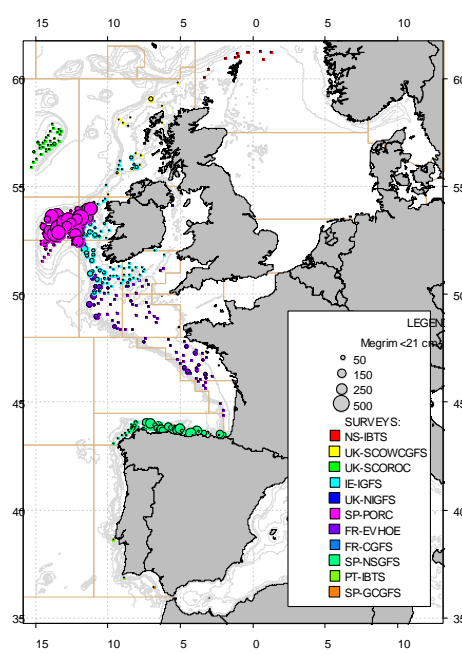 15 10 5 0 5 10
60 60
55 55
50 50
LEGEN
Megrim <21 cm
50
150
250
500
SURVEYS:
NS-IBTS
UK-SCOWCGFS
UK-SCOROC
IE-IGFS
UK-NIGFS
SP-PORC
FR-EVHOE
FR-CGFS
SP-NSGFS
PT-IBTS
SP-GCGFS
45 45
40 40
35 35
15 10 5 0 5 10